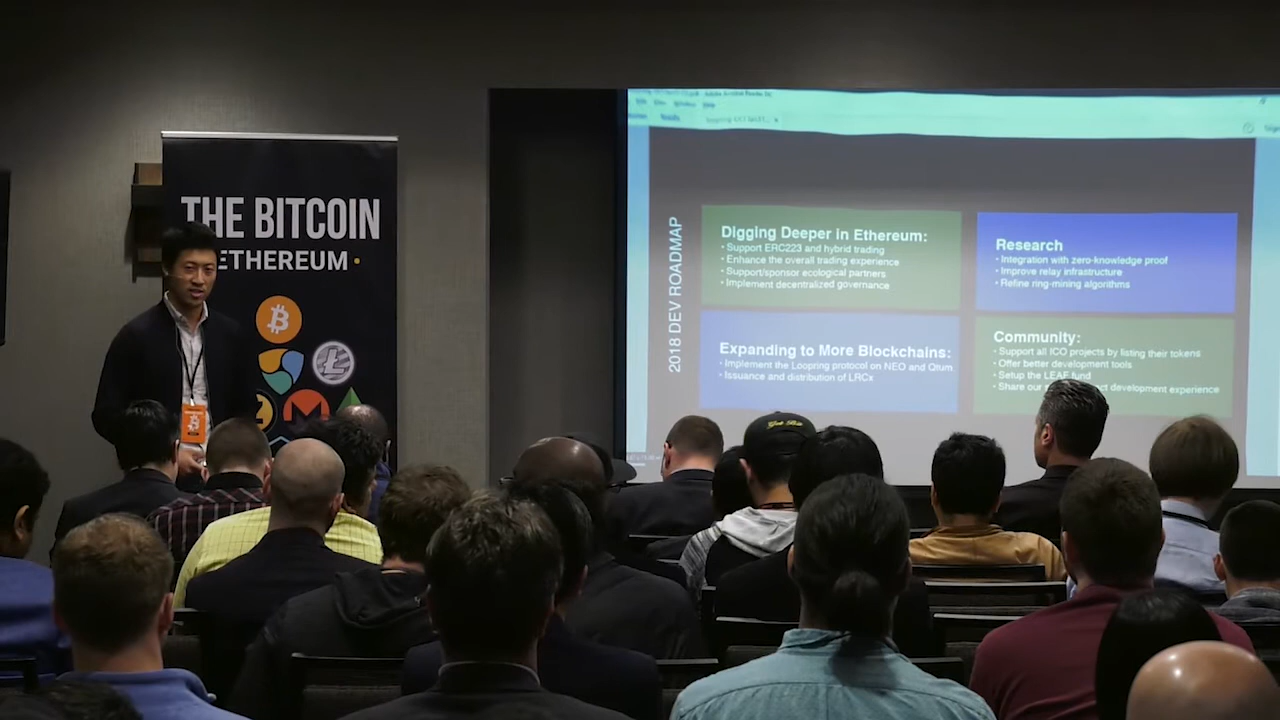 THE BITCOIN
ETHEREUM
2018 DEV ROADMAP
Digging Deeper in Ethereum:
• Support ERC223 and hybrid trading
• Enhance the overall trading experience
• Support/sponsor ecological partners
• Implement decentralized governance
Research
• Integration with zero-knowledge proof
• Improve relay infrastructure
• Refine ring-mining algorithms
Expanding to More Blockchains:
• Implement the Loopring protocol on NEO and Qtum
• Issuance and distribution of LRCx
Community:
• Support all ICO projects by listing their tokens
• Offer better development tools
• Setup the LEAF fund
• Share our development experience